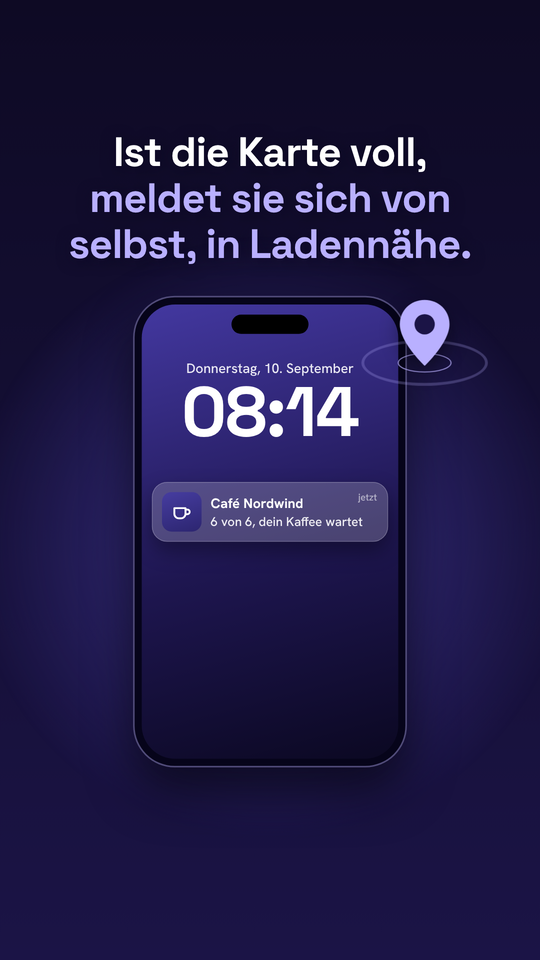 Ist die Karte voll,
meldet sie sich von
selbst, in Ladennähe.
Donnerstag, 10. September
08:14
Café Nordwind
jetzt
6 von 6, dein Kaffee wartet